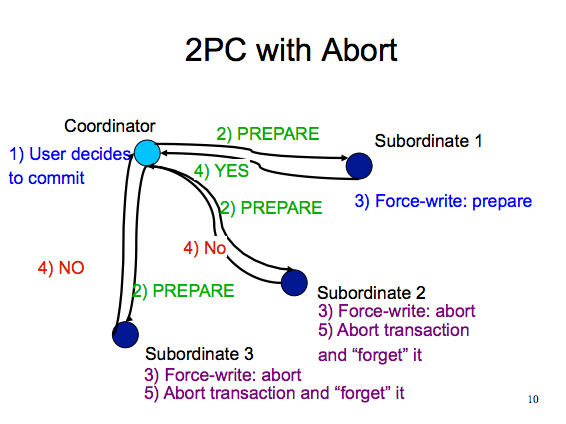 2PC with Abort
Coordinator
2) PREPARE
Subordinate 1
1) User decides
to commit
4) YES
3) Force-write: prepare
2) PREPARE
4) No
4) NO
2) PREPARE
Subordinate 2
3) Force-write: abort
5) Abort transaction
and “forget” it
Subordinate 3
3) Force-write: abort
5) Abort transaction and “forget” it
10